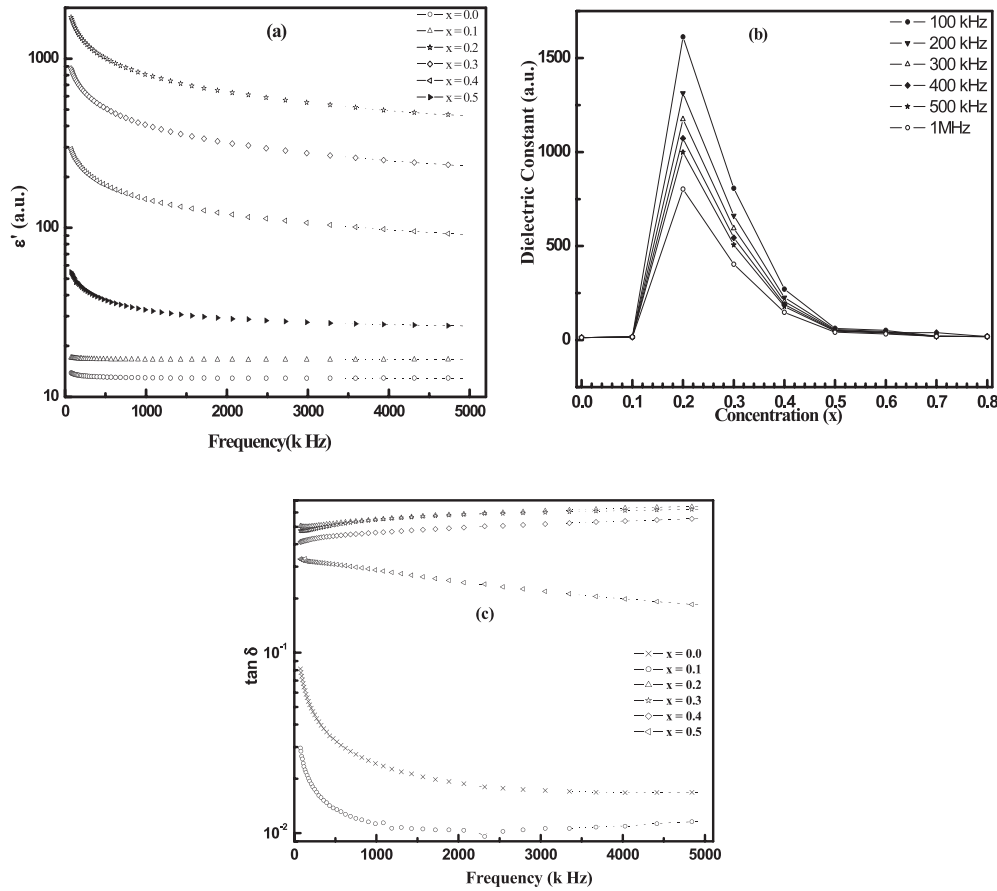 (a)
x = 0.0
x = 0.1
x = 0.2
x = 0.3
x = 0.4
x = 0.5
1000
100
10
ε' (a.u.)
0 1000 2000 3000 4000 5000
Frequency(k Hz)
(b)
100 kHz
200 kHz
300 kHz
400 kHz
500 kHz
1MHz
1500
1000
500
0
Dielectric Constant (a.u.)
0.0 0.1 0.2 0.3 0.4 0.5 0.6 0.7 0.8
Concentration (x)
(c)
x = 0.0
x = 0.1
x = 0.2
x = 0.3
x = 0.4
x = 0.5
10⁻¹
10⁻²
tan δ
0 1000 2000 3000 4000 5000
Frequency (k Hz)